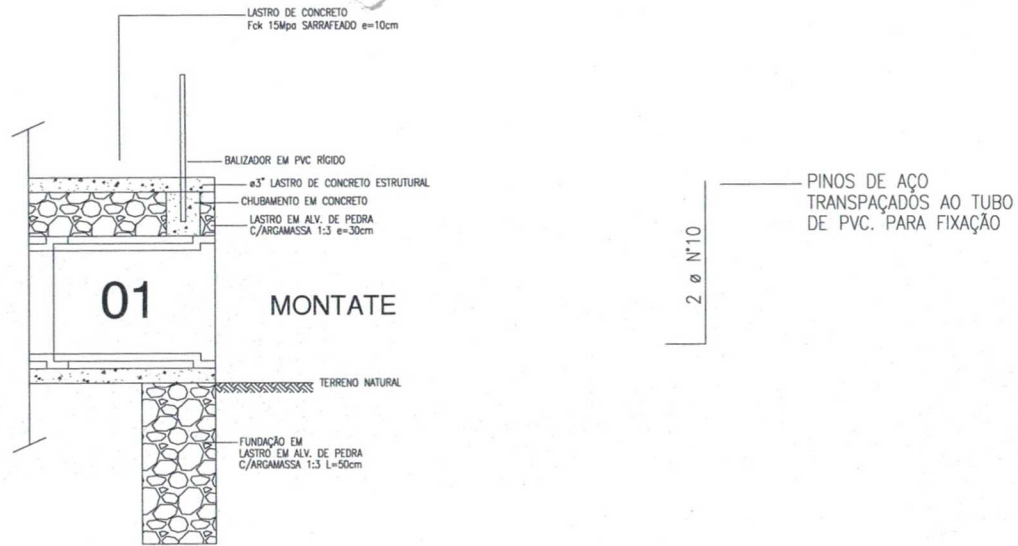 LASTRO DE CONCRETO
Fck 15Mpa SARRAFEADO e=10cm
BALIZADOR EM PVC RÍGIDO
ø3" LASTRO DE CONCRETO ESTRUTURAL
CHUBAMENTO EM CONCRETO
LASTRO EM ALV. DE PEDRA
C/ARGAMASSA 1:3 e=30cm
01
MONTATE
TERRENO NATURAL
FUNDAÇÃO EM
LASTRO EM ALV. DE PEDRA
C/ARGAMASSA 1:3 L=50cm
2 ø N°10
PINOS DE AÇO
TRANSPAÇADOS AO TUBO
DE PVC. PARA FIXAÇÃO